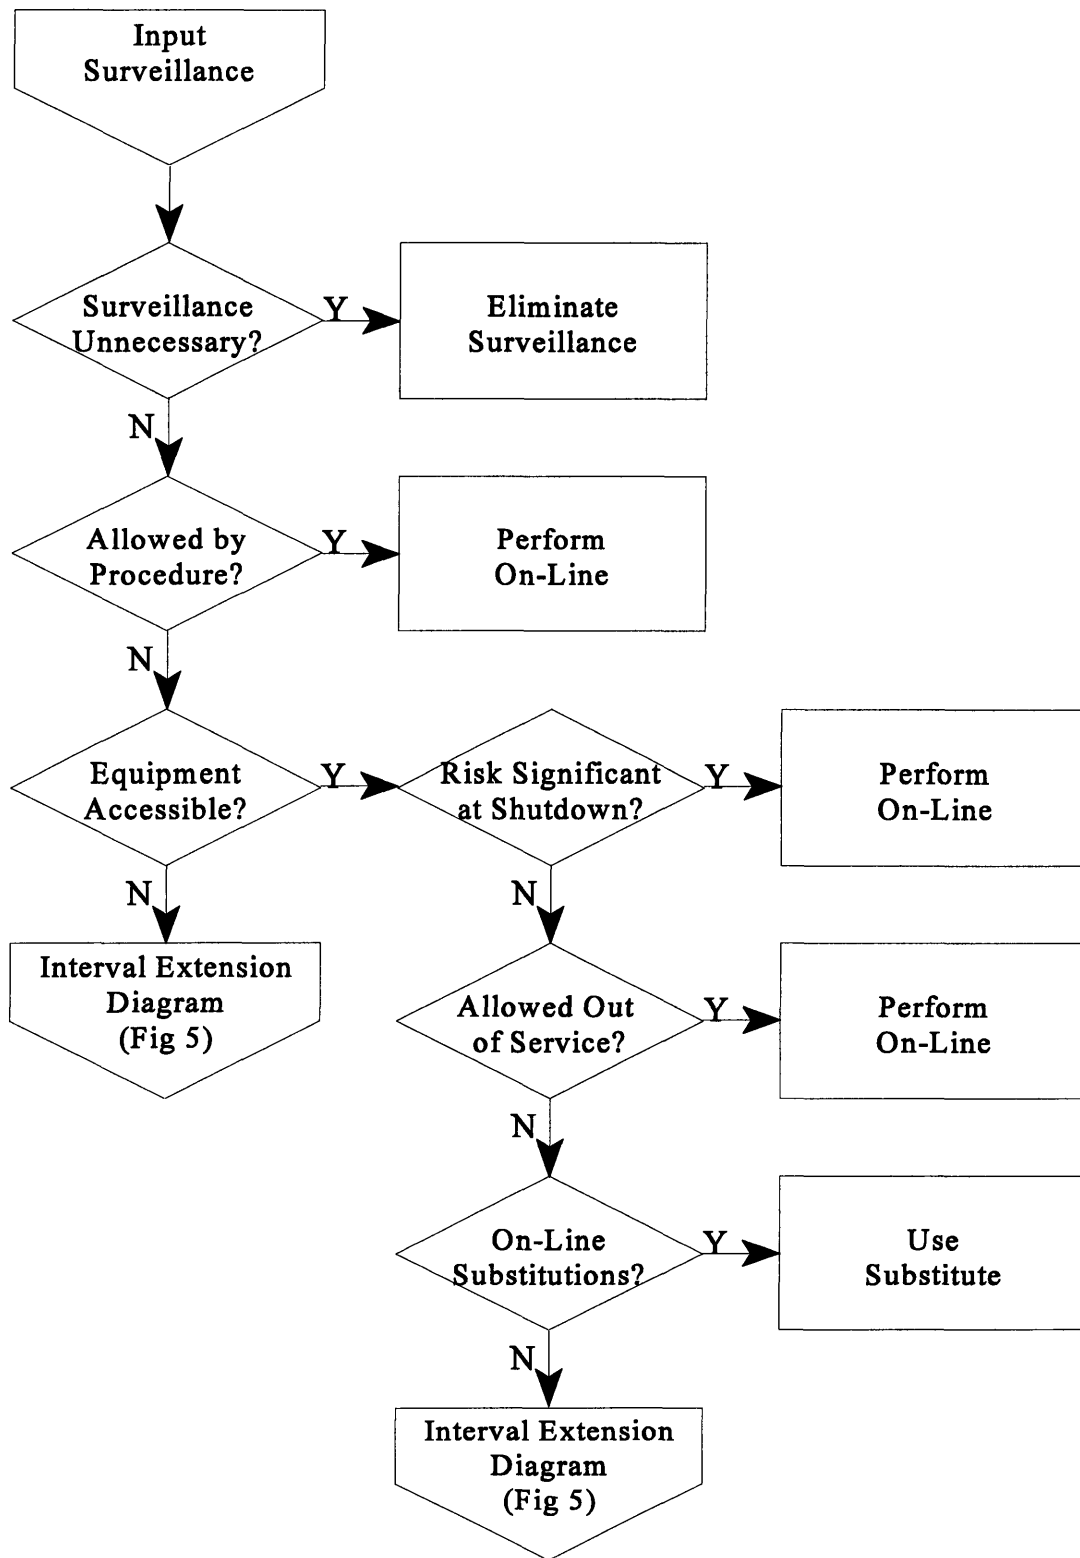 Input
Surveillance
Surveillance
Unnecessary?
Y
Eliminate
Surveillance
N
Allowed by
Procedure?
Y
Perform
On-Line
N
Equipment
Accessible?
Y
Risk Significant
at Shutdown?
Y
Perform
On-Line
N
Interval Extension
Diagram
(Fig 5)
N
Allowed Out
of Service?
Y
Perform
On-Line
N
On-Line
Substitutions?
Y
Use
Substitute
N
Interval Extension
Diagram
(Fig 5)